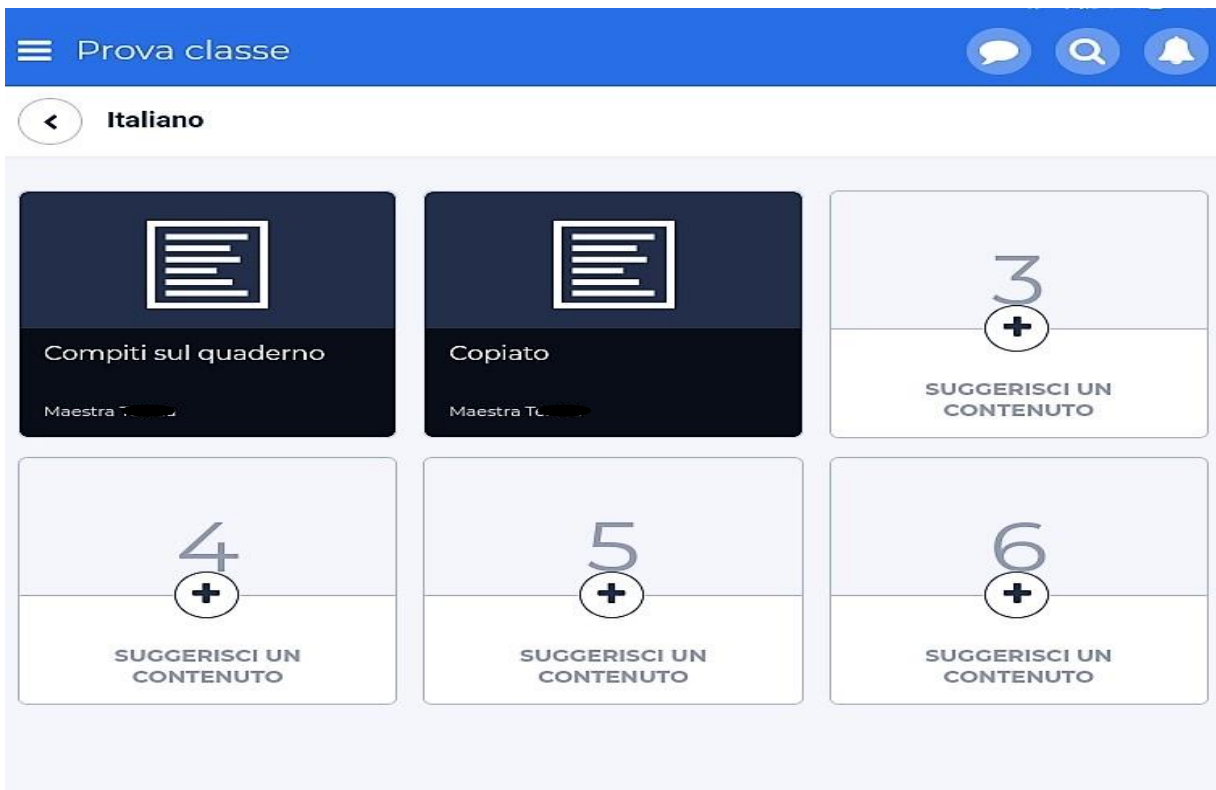 Prova classe
Italiano
Compiti sul quaderno
Copiato
Maestra
Maestra
3
SUGGERISCI UN
CONTENUTO
4
5
6
SUGGERISCI UN
CONTENUTO
SUGGERISCI UN
CONTENUTO
SUGGERISCI UN
CONTENUTO